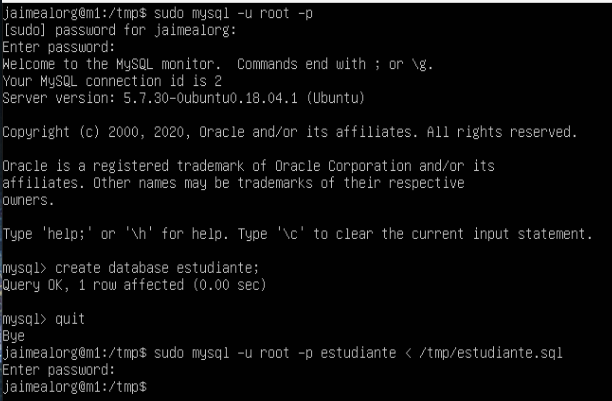 jaimealorg@m1:/tmp$ sudo mysql -u root -p
[sudo] password for jaimealorg:
Enter password:
Welcome to the MySQL monitor.  Commands end with ; or \g.
Your MySQL connection id is 2
Server version: 5.7.30-0ubuntu0.18.04.1 (Ubuntu)

Copyright (c) 2000, 2020, Oracle and/or its affiliates. All rights reserved.

Oracle is a registered trademark of Oracle Corporation and/or its
affiliates. Other names may be trademarks of their respective
owners.

Type 'help;' or '\h' for help. Type '\c' to clear the current input statement.

mysql> create database estudiante;
Query OK, 1 row affected (0.00 sec)

mysql> quit
Bye
jaimealorg@m1:/tmp$ sudo mysql -u root -p estudiante < /tmp/estudiante.sql
Enter password:
jaimealorg@m1:/tmp$